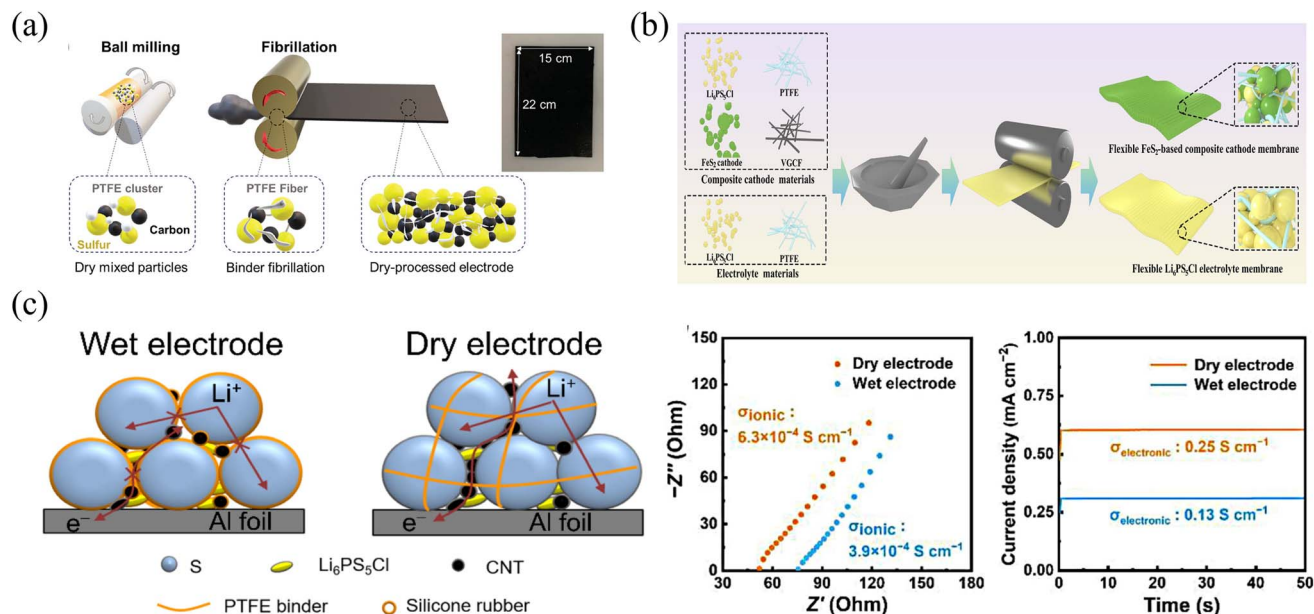 (a)
Ball milling
Fibrillation
15 cm
22 cm
PTFE cluster
Carbon
Sulfur
Dry mixed particles
PTFE Fiber
Binder fibrillation
Dry-processed electrode
(b)
Li₆PS₅Cl
PTFE
FeS₂ cathode
VGCF
Composite cathode materials
Li₆PS₅Cl
PTFE
Electrolyte materials
Flexible FeS₂-based composite cathode membrane
Flexible Li₆PS₅Cl electrolyte membrane
(c)
Wet electrode
Li⁺
e⁻
Al foil
Dry electrode
Li⁺
e⁻
Al foil
S
Li₆PS₅Cl
CNT
PTFE binder
Silicone rubber
−Z″ (Ohm)
150
120
90
60
30
0
Dry electrode
Wet electrode
σionic :
6.3×10⁻⁴ S cm⁻¹
σionic :
3.9×10⁻⁴ S cm⁻¹
30 60 90 120 150 180
Z′ (Ohm)
Current density (mA cm⁻²)
1.00
0.75
0.50
0.25
0.00
Dry electrode
Wet electrode
σelectronic : 0.25 S cm⁻¹
σelectronic : 0.13 S cm⁻¹
0 10 20 30 40 50
Time (s)